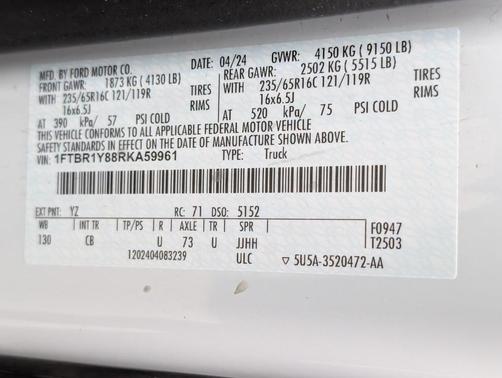 MFD. BY FORD MOTOR CO. DATE: 04/24 GVWR: 4150 KG ( 9150 LB)
FRONT GAWR: 1873 KG ( 4130 LB) REAR GAWR: 2502 KG ( 5515 LB)
WITH 235/65R16C 121/119R TIRES WITH 235/65R16C 121/119R TIRES
16x6.5J RIMS 16x6.5J RIMS
AT 390 kPa/ 57 PSI COLD AT 520 kPa/ 75 PSI COLD
THIS VEHICLE CONFORMS TO ALL APPLICABLE FEDERAL MOTOR VEHICLE
SAFETY STANDARDS IN EFFECT ON THE DATE OF MANUFACTURE SHOWN ABOVE.
VIN: 1FTBR1Y88RKA59961 TYPE: Truck
EXT PNT: YZ RC: 71 DSO: 5152
WB INT TR TP/PS R AXLE TR SPR F0947
130 CB U 73 U JJHH T2503
1202404083239 ULC ▽ 5U5A-3520472-AA